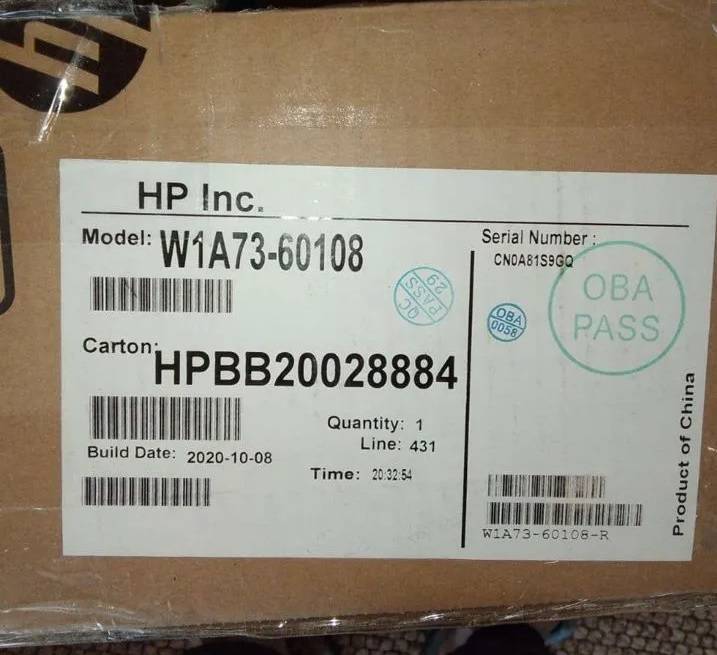 hp
HP Inc.
Model: W1A73-60108
Serial Number :
CN0A81S9GQ
QC
PASS
29
OBA
0058
OBA
PASS
Carton:
HPBB20028884
Quantity: 1
Line: 431
Build Date: 2020-10-08
Time: 20:32:54
W1A73-60108-R
Product of China